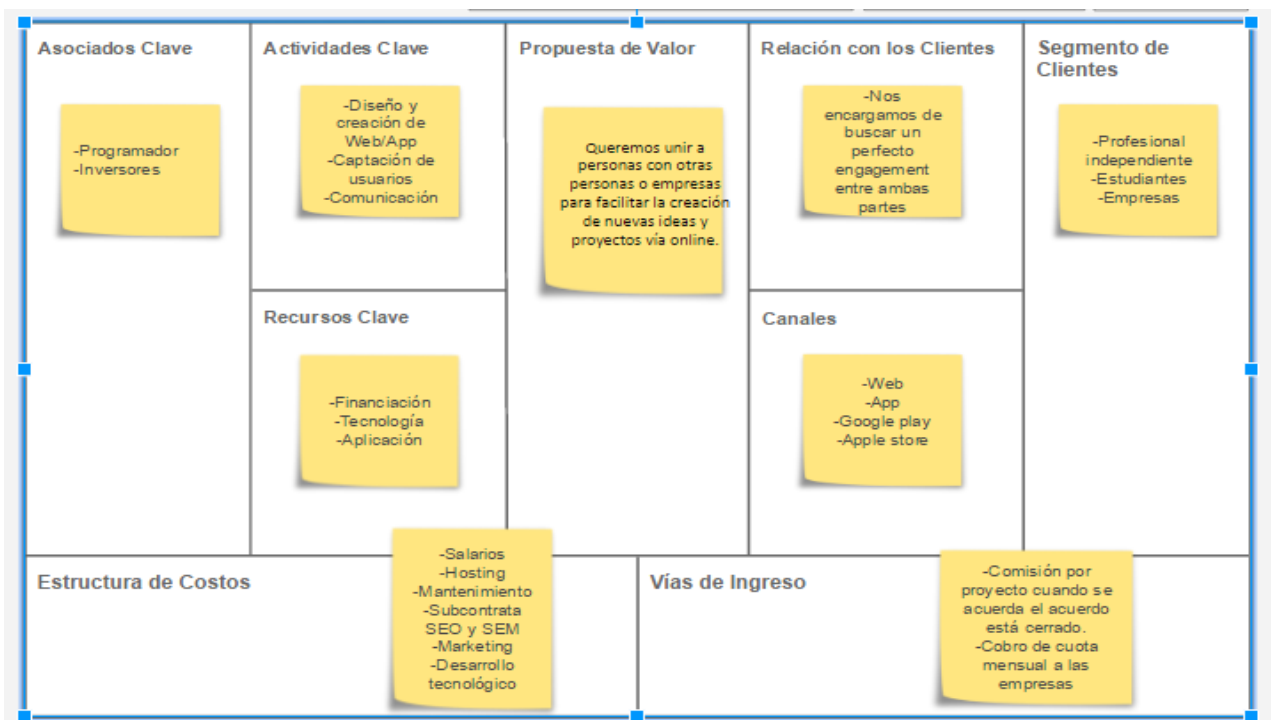 Asociados Clave
-Programador
-Inversores
Actividades Clave
-Diseño y
creación de
Web/App
-Captación de
usuarios
-Comunicación
Recursos Clave
-Financiación
-Tecnología
-Aplicación
Propuesta de Valor
Queremos unir a
personas con otras
personas o empresas
para facilitar la creación
de nuevas ideas y
proyectos vía online.
Relación con los Clientes
-Nos
encargamos de
buscar un
perfecto
engagement
entre ambas
partes
Canales
-Web
-App
-Google play
-Apple store
Segmento de
Clientes
-Profesional
independiente
-Estudiantes
-Empresas
Estructura de Costos
-Salarios
-Hosting
-Mantenimiento
-Subcontrata
SEO y SEM
-Marketing
-Desarrollo
tecnológico
Vías de Ingreso
-Comisión por
proyecto cuando se
acuerda el acuerdo
está cerrado.
-Cobro de cuota
mensual a las
empresas